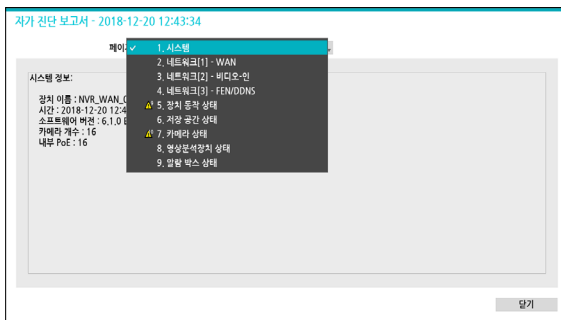 자가 진단 보고서 - 2018-12-20 12:43:34
페이
✓ 1. 시스템
2. 네트워크[1] - WAN
3. 네트워크[2] - 비디오-인
4. 네트워크[3] - FEN/DDNS
5. 장치 동작 상태
6. 저장 공간 상태
7. 카메라 상태
8. 영상분석장치 상태
9. 알람 박스 상태
시스템 정보:
장치 이름 : NVR_WAN_
시간 : 2018-12-20 12:4
소프트웨어 버전 : 6.1.0
카메라 개수 : 16
내부 PoE : 16
닫기